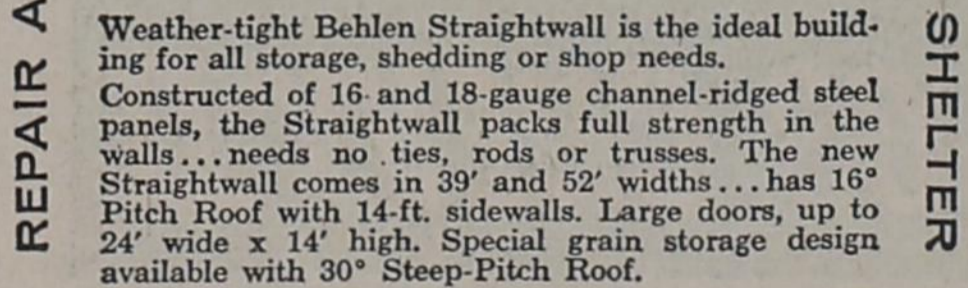 REPAIR A
Weather-tight Behlen Straightwall is the ideal build-
ing for all storage, shedding or shop needs.
Constructed of 16- and 18-gauge channel-ridged steel
panels, the Straightwall packs full strength in the
walls...needs no ties, rods or trusses. The new
Straightwall comes in 39′ and 52′ widths...has 16°
Pitch Roof with 14-ft. sidewalls. Large doors, up to
24′ wide x 14′ high. Special grain storage design
available with 30° Steep-Pitch Roof.
SHELTER